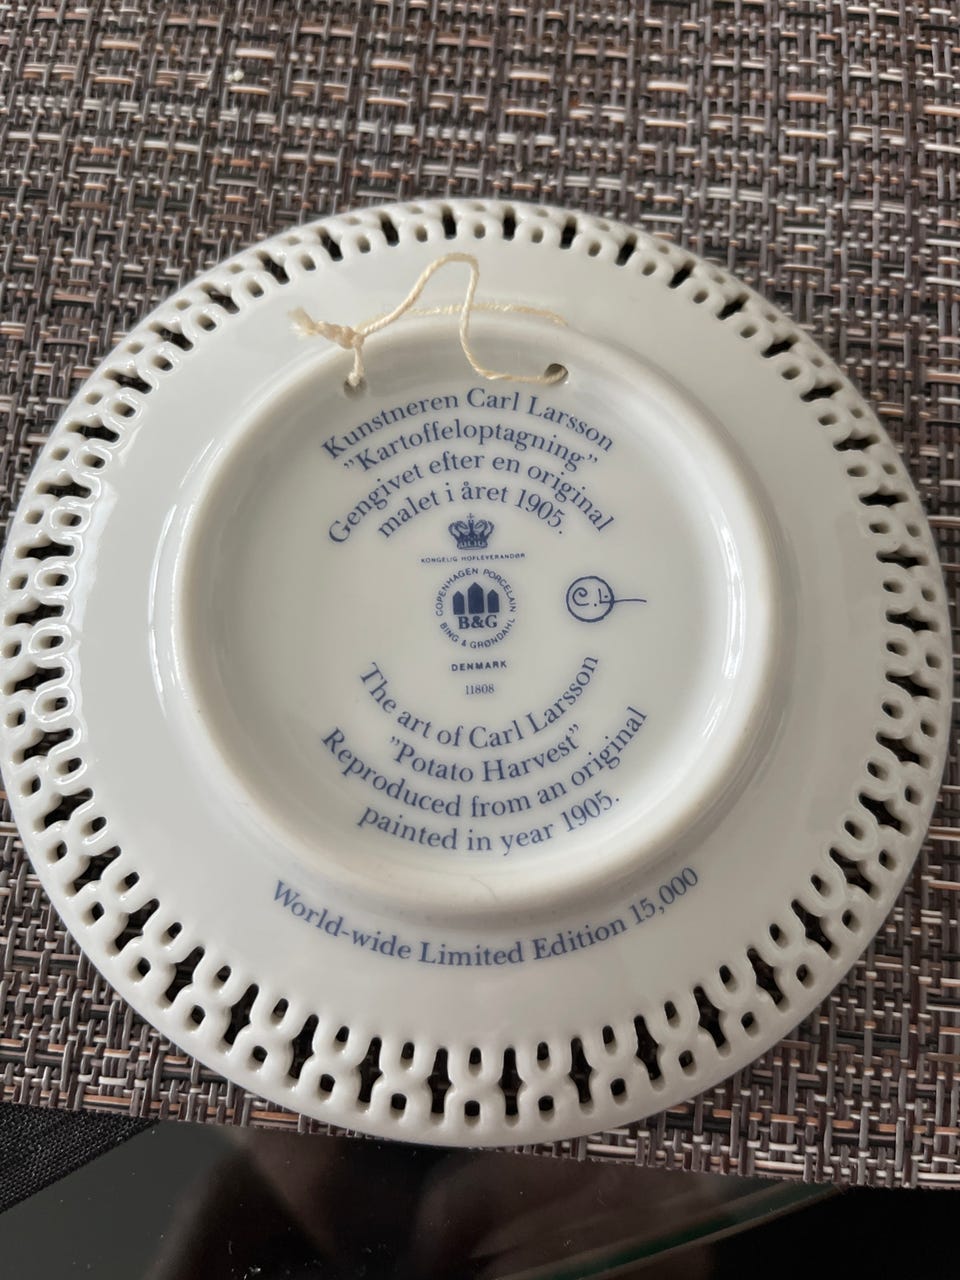 Kunstneren Carl Larsson
"Kartoffeloptagning"
Gengivet efter en original
malet i året 1905.
KONGELIG HOFLEVERANDØR
COPENHAGEN PORCELAIN
B&G
BING & GRØNDAHL
C.L
DENMARK
11808
The art of Carl Larsson
"Potato Harvest"
Reproduced from an original
painted in year 1905.
World-wide Limited Edition 15,000